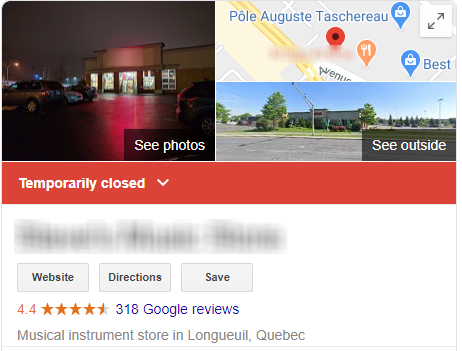 Pôle Auguste Taschereau
Avenue
Best
See photos
See outside
Temporarily closed
Website
Directions
Save
4.4
318 Google reviews
Musical instrument store in Longueuil, Quebec